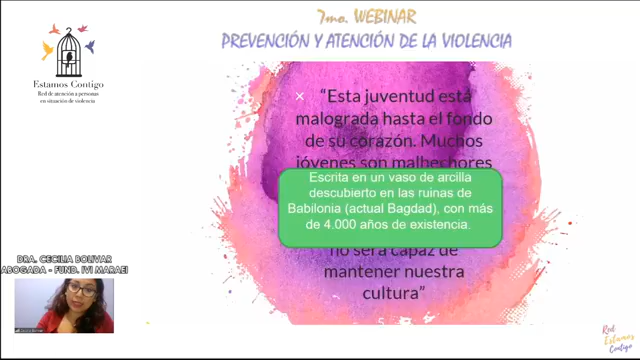 7mo. WEBINAR
PREVENCIÓN Y ATENCIÓN DE LA VIOLENCIA
Estamos Contigo
Red de atención a personas
en situación de violencia
“Esta juventud está
malograda hasta el fondo
de su corazón. Muchos
jóvenes son malhechores
Escrita en un vaso de arcilla
descubierto en las ruinas de
Babilonia (actual Bagdad), con más
de 4.000 años de existencia.
no será capaz de
mantener nuestra
cultura”
DRA. CECILIA BOLIVAR
ABOGADA - FUND. IVI MARAEI
Red
Estamos
Contigo